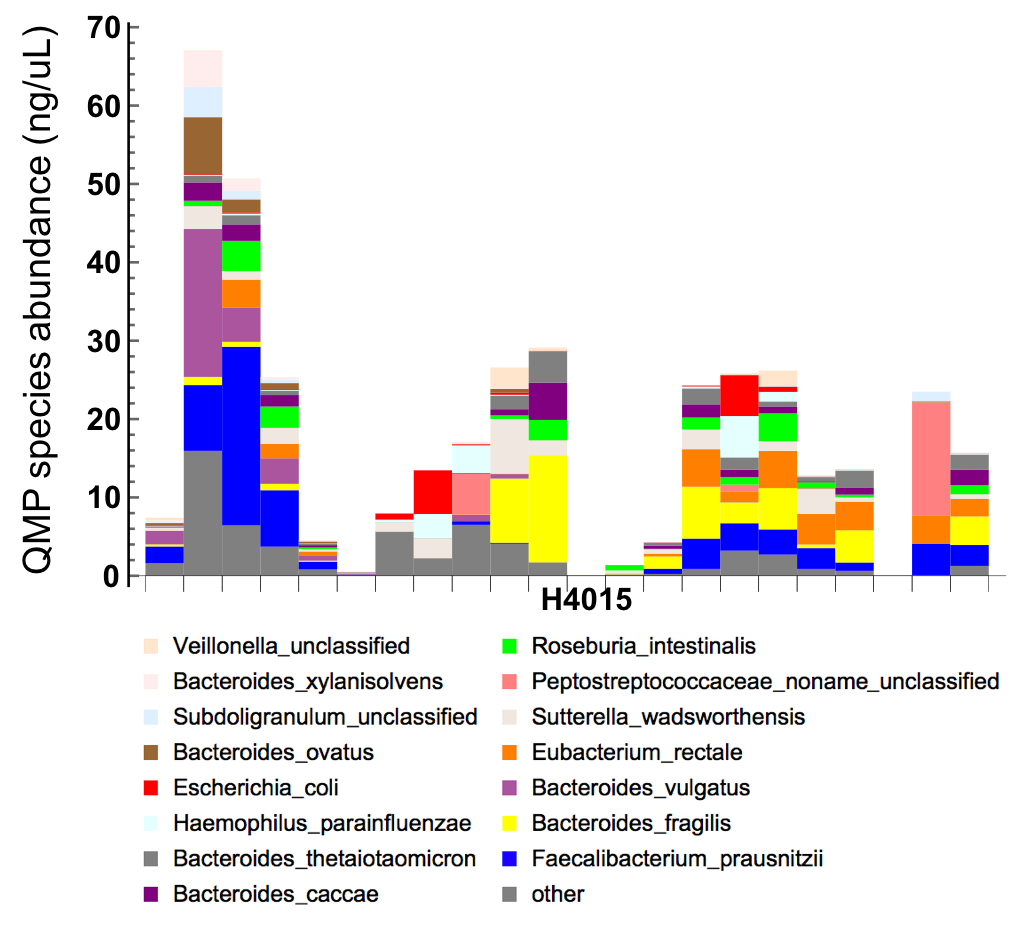 QMP species abundance (ng/uL)
70
60
50
40
30
20
10
0
H4015
Veillonella_unclassified
Bacteroides_xylanisolvens
Subdoligranulum_unclassified
Bacteroides_ovatus
Escherichia_coli
Haemophilus_parainfluenzae
Bacteroides_thetaiotaomicron
Bacteroides_caccae
Roseburia_intestinalis
Peptostreptococcaceae_noname_unclassified
Sutterella_wadsworthensis
Eubacterium_rectale
Bacteroides_vulgatus
Bacteroides_fragilis
Faecalibacterium_prausnitzii
other